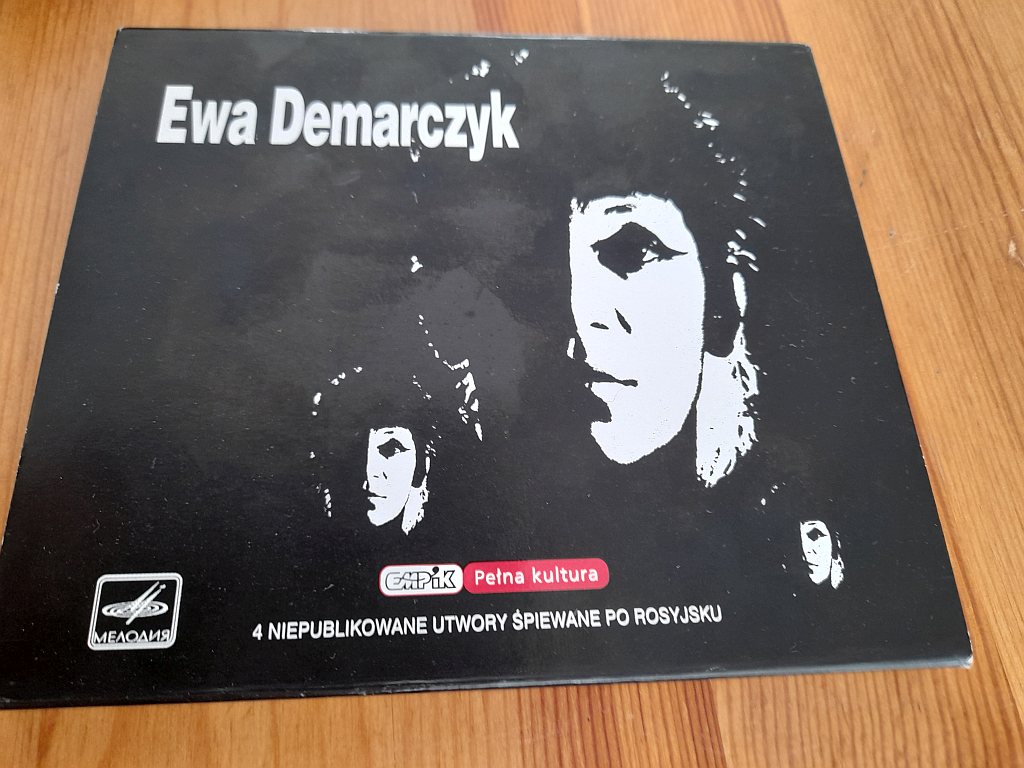 Ewa Demarczyk
EMPiK Pełna kultura
МЕЛОДИЯ
4 NIEPUBLIKOWANE UTWORY ŚPIEWANE PO ROSYJSKU